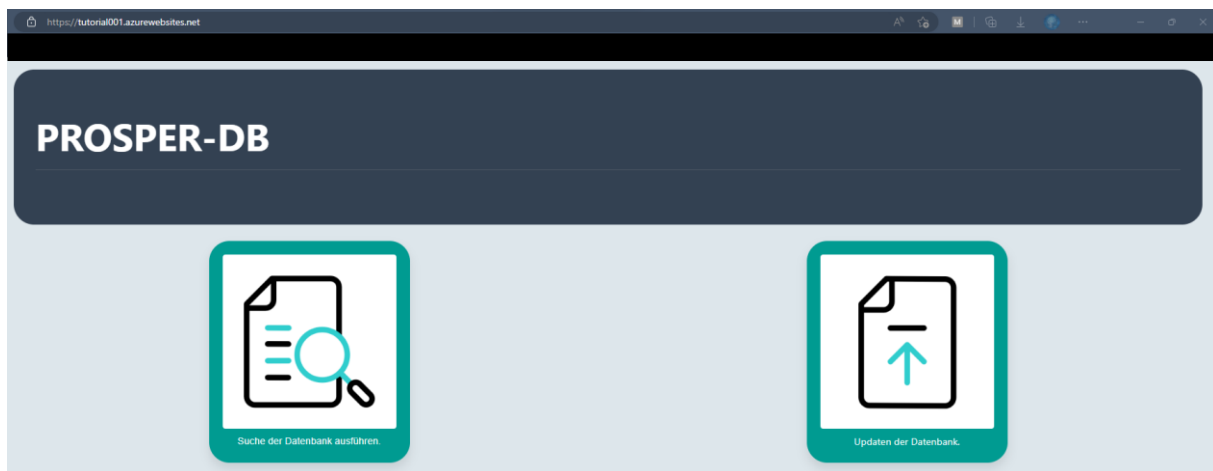 https://tutorial001.azurewebsites.net
PROSPER-DB
Suche der Datenbank ausführen.
Updaten der Datenbank.